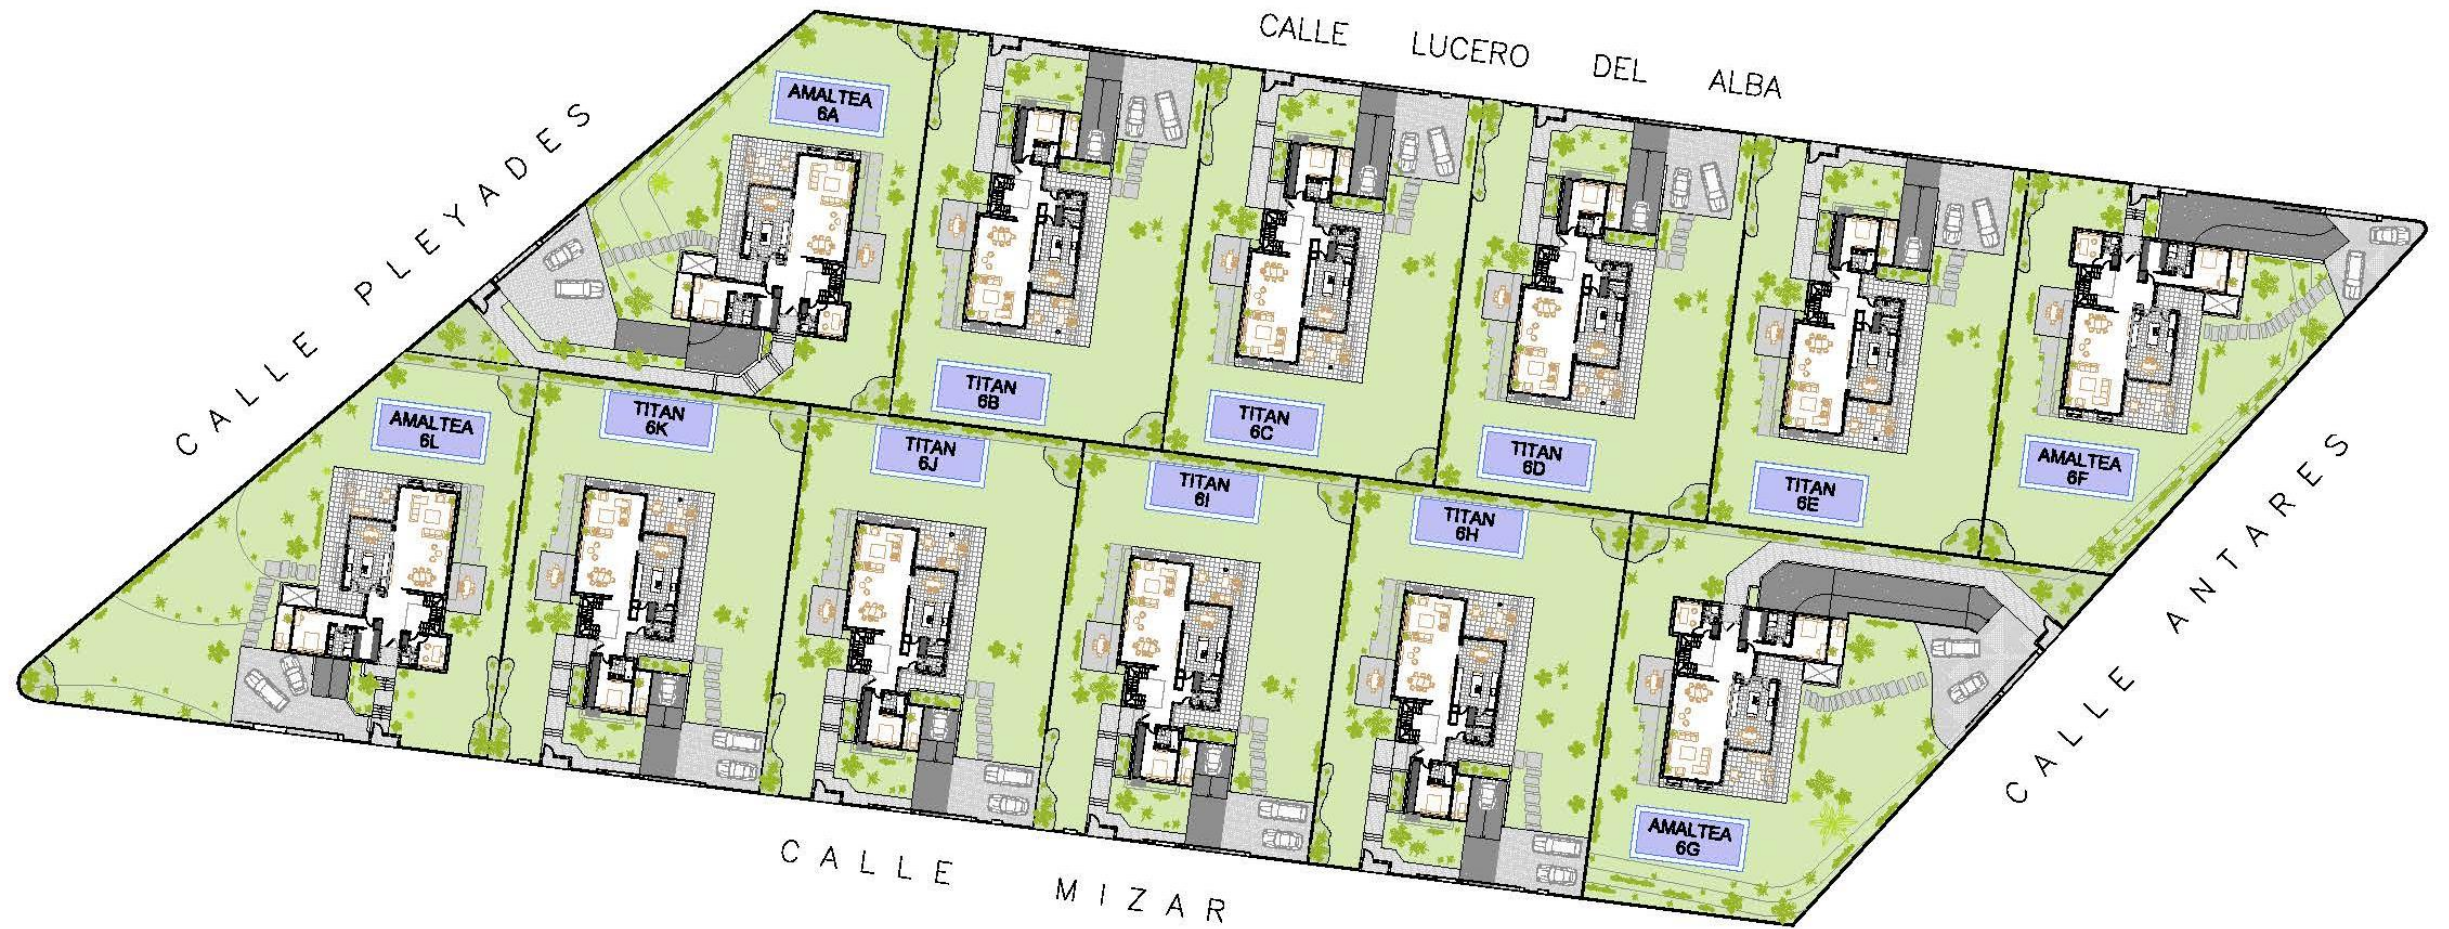 CALLE LUCERO DEL ALBA
CALLE PLEYADES
AMALTEA
6A
TITAN
6B
TITAN
6C
TITAN
6D
TITAN
6E
AMALTEA
6F
AMALTEA
6L
TITAN
6K
TITAN
6J
TITAN
6I
TITAN
6H
AMALTEA
6G
CALLE ANTARES
CALLE MIZAR